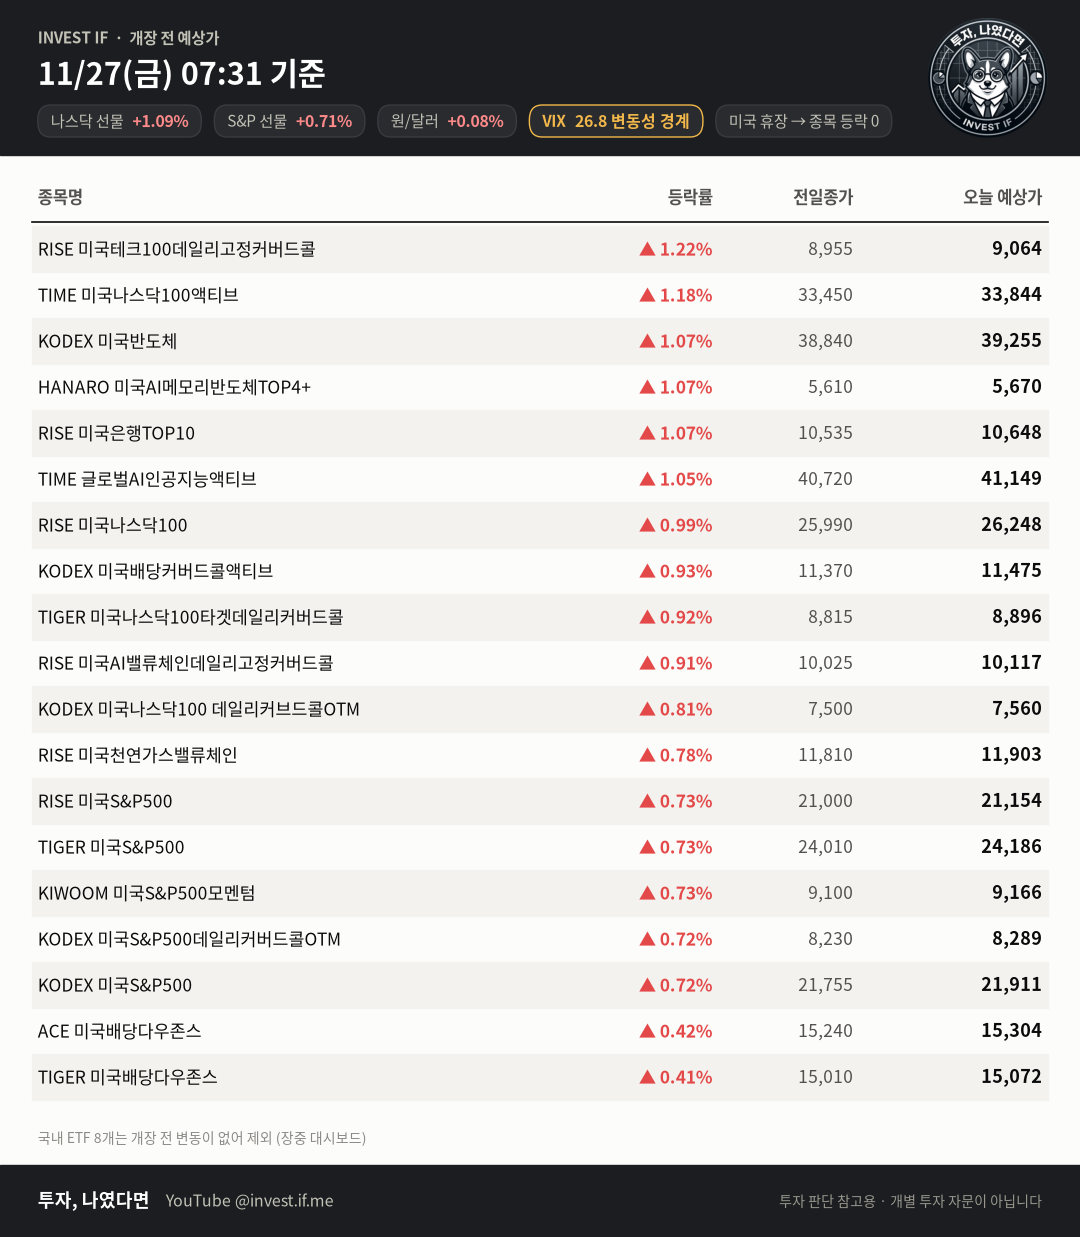 INVEST IF · 개장 전 예상가
11/27(금) 07:31 기준
나스닥 선물 +1.09% S&P 선물 +0.71% 원/달러 +0.08% VIX 26.8 변동성 경계 미국 휴장 → 종목 등락 0
투자, 나였다면
INVEST IF
종목명 등락률 전일종가 오늘 예상가
RISE 미국테크100데일리고정커버드콜 ▲ 1.22% 8,955 9,064
TIME 미국나스닥100액티브 ▲ 1.18% 33,450 33,844
KODEX 미국반도체 ▲ 1.07% 38,840 39,255
HANARO 미국AI메모리반도체TOP4+ ▲ 1.07% 5,610 5,670
RISE 미국은행TOP10 ▲ 1.07% 10,535 10,648
TIME 글로벌AI인공지능액티브 ▲ 1.05% 40,720 41,149
RISE 미국나스닥100 ▲ 0.99% 25,990 26,248
KODEX 미국배당커버드콜액티브 ▲ 0.93% 11,370 11,475
TIGER 미국나스닥100타겟데일리커버드콜 ▲ 0.92% 8,815 8,896
RISE 미국AI밸류체인데일리고정커버드콜 ▲ 0.91% 10,025 10,117
KODEX 미국나스닥100 데일리커브드콜OTM ▲ 0.81% 7,500 7,560
RISE 미국천연가스밸류체인 ▲ 0.78% 11,810 11,903
RISE 미국S&P500 ▲ 0.73% 21,000 21,154
TIGER 미국S&P500 ▲ 0.73% 24,010 24,186
KIWOOM 미국S&P500모멘텀 ▲ 0.73% 9,100 9,166
KODEX 미국S&P500데일리커버드콜OTM ▲ 0.72% 8,230 8,289
KODEX 미국S&P500 ▲ 0.72% 21,755 21,911
ACE 미국배당다우존스 ▲ 0.42% 15,240 15,304
TIGER 미국배당다우존스 ▲ 0.41% 15,010 15,072
국내 ETF 8개는 개장 전 변동이 없어 제외 (장중 대시보드)
투자, 나였다면 YouTube @invest.if.me 투자 판단 참고용 · 개별 투자 자문이 아닙니다